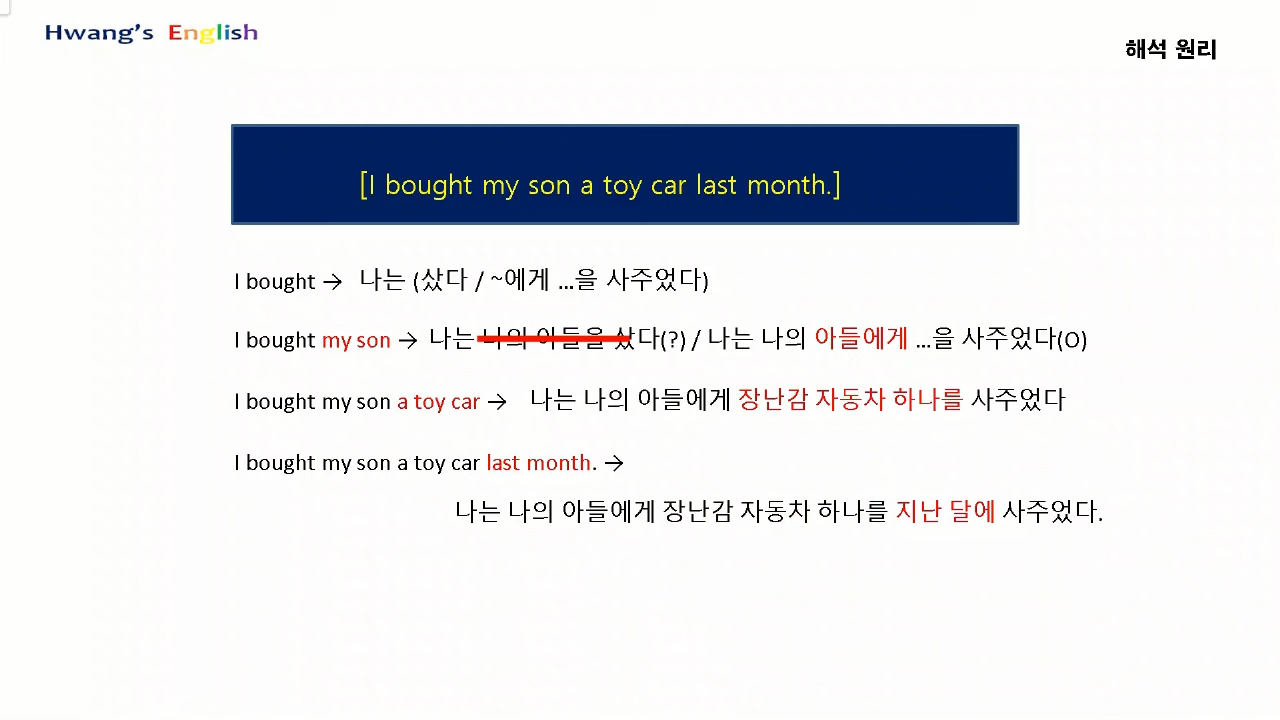 Hwang's English
해석 원리
[I bought my son a toy car last month.]
I bought → 나는 (샀다 / ~에게 ...을 사주었다)
I bought my son → 나는 나의 아들을 샀다(?) / 나는 나의 아들에게 ...을 사주었다(O)
I bought my son a toy car → 나는 나의 아들에게 장난감 자동차 하나를 사주었다
I bought my son a toy car last month. →
나는 나의 아들에게 장난감 자동차 하나를 지난 달에 사주었다.